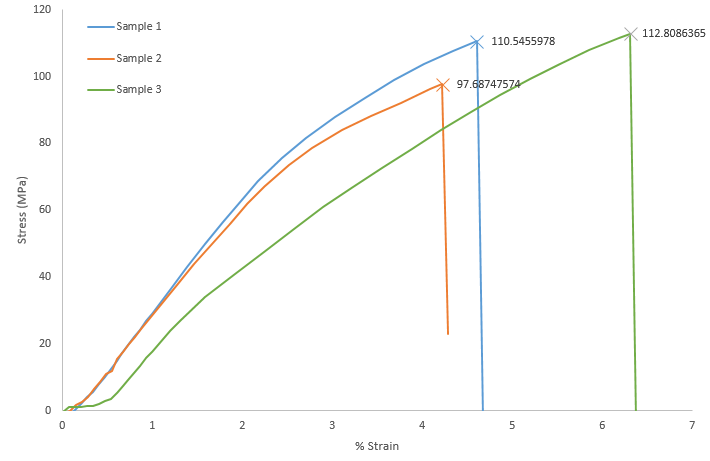 120
100
80
60
40
20
0
Stress (MPa)
Sample 1
Sample 2
Sample 3
110.5455978
97.68747574
112.8086365
0 1 2 3 4 5 6 7
% Strain